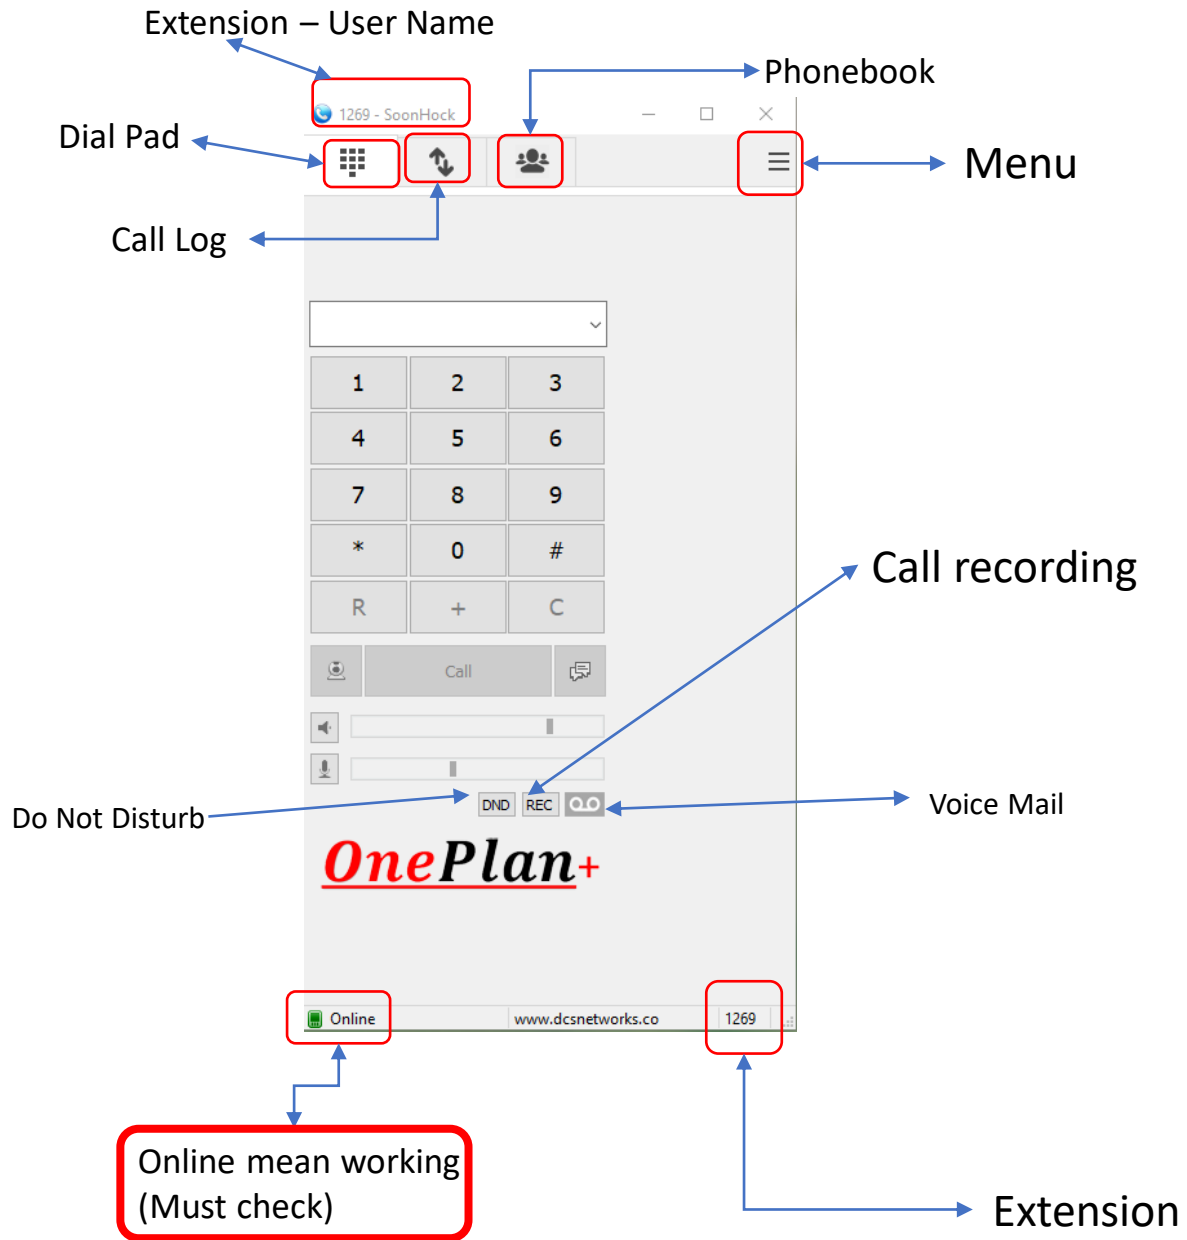 Extension – User Name
Phonebook
1269 - SoonHock
Dial Pad
Menu
Call Log
1 2 3
4 5 6
7 8 9
* 0 #
R + C
Call recording
Call
DND REC
Do Not Disturb
Voice Mail
OnePlan+
Online www.dcsnetworks.co 1269
Online mean working
(Must check)
Extension